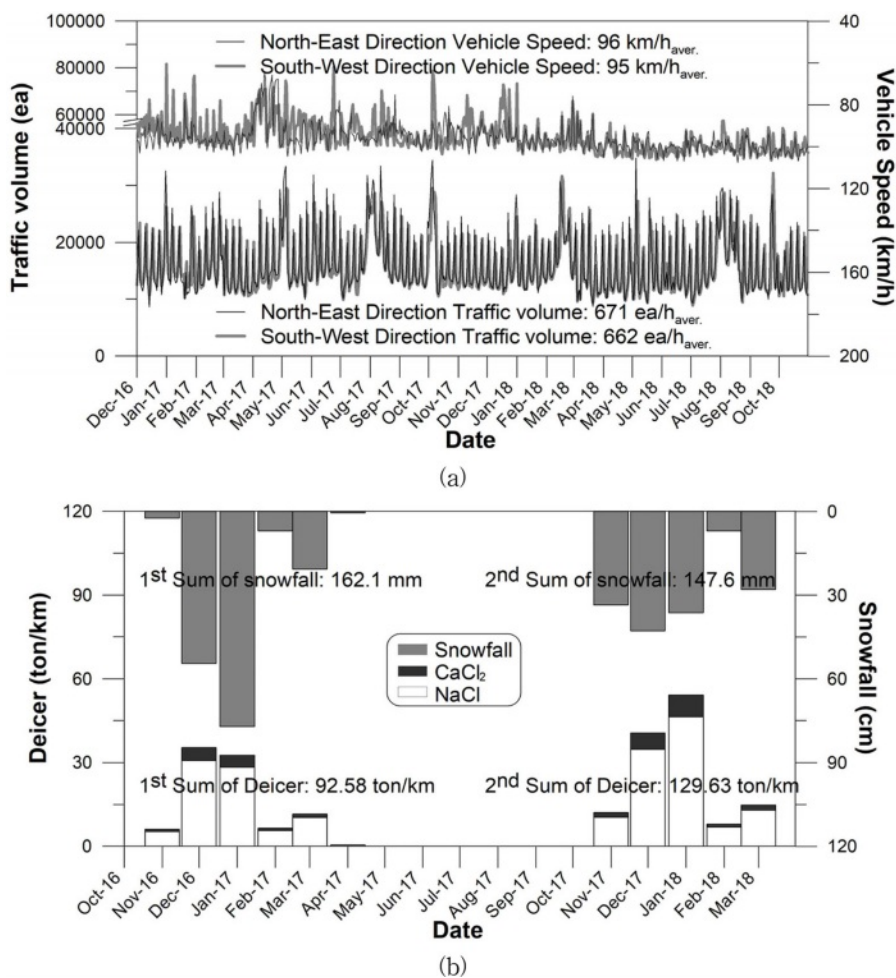 100000
80000
60000
40000
20000
0
Traffic volume (ea)
North-East Direction Vehicle Speed: 96 km/haver.
South-West Direction Vehicle Speed: 95 km/haver.
North-East Direction Traffic volume: 671 ea/haver.
South-West Direction Traffic volume: 662 ea/haver.
40
80
120
160
200
Vehicle Speed (km/h)
Dec-16
Jan-17
Feb-17
Mar-17
Apr-17
May-17
Jun-17
Jul-17
Aug-17
Sep-17
Oct-17
Nov-17
Dec-17
Jan-18
Feb-18
Mar-18
Apr-18
May-18
Jun-18
Jul-18
Aug-18
Sep-18
Oct-18
Date
(a)
120
90
60
30
0
Deicer (ton/km)
1st Sum of snowfall: 162.1 mm
2nd Sum of snowfall: 147.6 mm
Snowfall
CaCl₂
NaCl
1st Sum of Deicer: 92.58 ton/km
2nd Sum of Deicer: 129.63 ton/km
0
30
60
90
120
Snowfall (cm)
Oct-16
Nov-16
Dec-16
Jan-17
Feb-17
Mar-17
Apr-17
May-17
Jun-17
Jul-17
Aug-17
Sep-17
Oct-17
Nov-17
Dec-17
Jan-18
Feb-18
Mar-18
Date
(b)